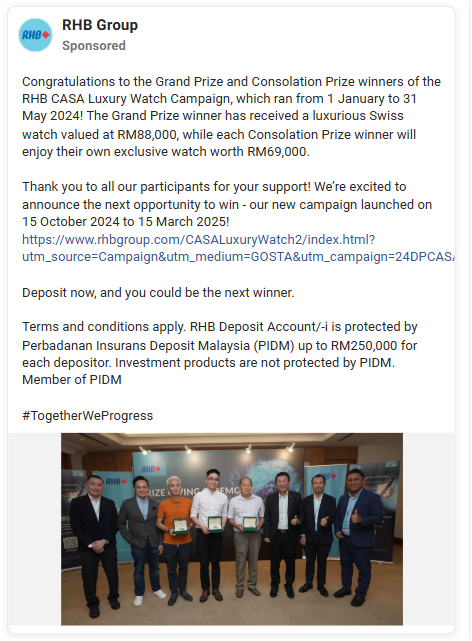 RHB
RHB Group
Sponsored
Congratulations to the Grand Prize and Consolation Prize winners of the
RHB CASA Luxury Watch Campaign, which ran from 1 January to 31
May 2024! The Grand Prize winner has received a luxurious Swiss
watch valued at RM88,000, while each Consolation Prize winner will
enjoy their own exclusive watch worth RM69,000.
Thank you to all our participants for your support! We’re excited to
announce the next opportunity to win - our new campaign launched on
15 October 2024 to 15 March 2025!
https://www.rhbgroup.com/CASALuxuryWatch2/index.html?
utm_source=Campaign&utm_medium=GOSTA&utm_campaign=24DPCASA
Deposit now, and you could be the next winner.
Terms and conditions apply. RHB Deposit Account/-i is protected by
Perbadanan Insurans Deposit Malaysia (PIDM) up to RM250,000 for
each depositor. Investment products are not protected by PIDM.
Member of PIDM
#TogetherWeProgress
RHB
RHB
RHB